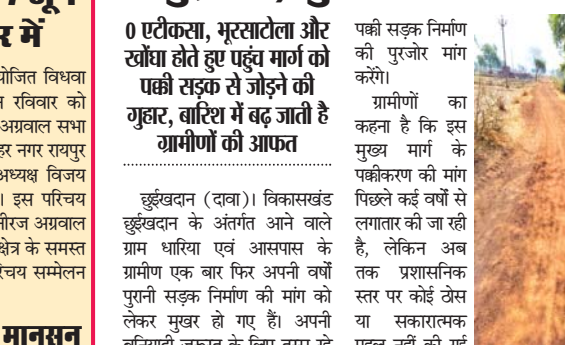 र में
योजित विधवा
रविवार को
अग्रवाल सभा
हर नगर रायपुर
अध्यक्ष विजय
। इस परिचय
नीरज अग्रवाल
क्षेत्र के समस्त
रिचय सम्मेलन
मानसून
0 एटीकसा, भूरसाटोला और
खोंघा होते हुए पहुंच मार्ग को
पक्की सड़क से जोड़ने की
गुहार, बारिश में बढ़ जाती है
ग्रामीणों की आफत
छुईखदान (दावा)। विकासखंड
छुईखदान के अंतर्गत आने वाले
ग्राम धारिया एवं आसपास के
ग्रामीण एक बार फिर अपनी वर्षों
पुरानी सड़क निर्माण की मांग को
लेकर मुखर हो गए हैं। अपनी
पक्की सड़क निर्माण
की पुरजोर मांग
करेंगे।
ग्रामीणों का
कहना है कि इस
मुख्य मार्ग के
पक्कीकरण की मांग
पिछले कई वर्षों से
लगातार की जा रही
है, लेकिन अब
तक प्रशासनिक
स्तर पर कोई ठोस
या सकारात्मक